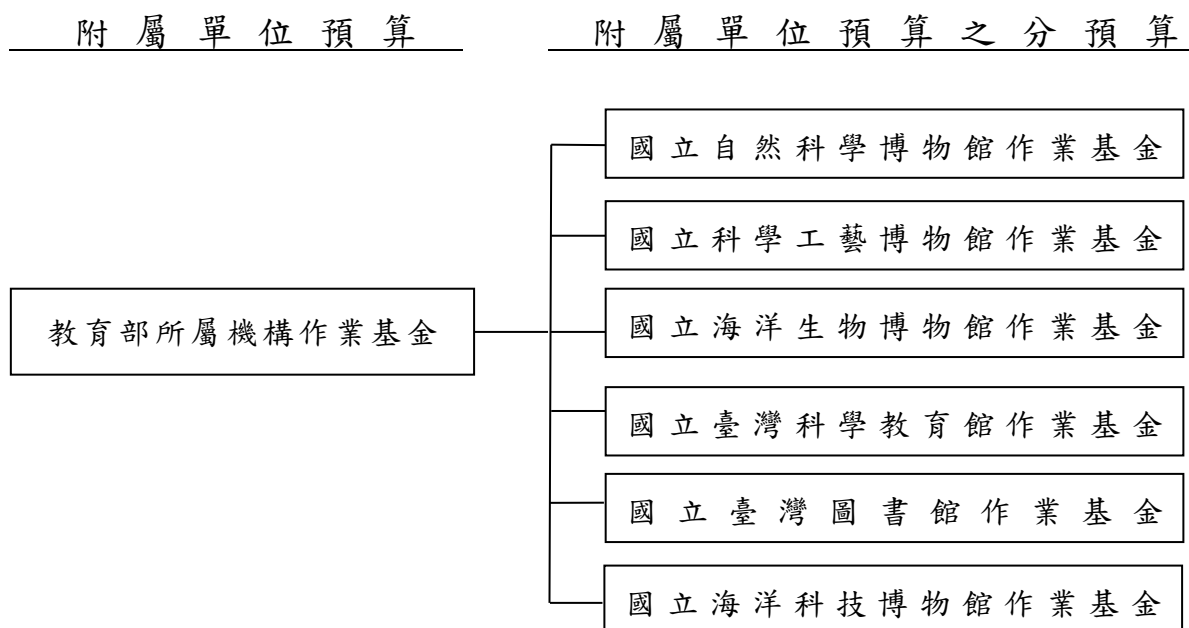 附屬單位預算
附屬單位預算之分預算
國立自然科學博物館作業基金
國立科學工藝博物館作業基金
教育部所屬機構作業基金
國立海洋生物博物館作業基金
國立臺灣科學教育館作業基金
國立臺灣圖書館作業基金
國立海洋科技博物館作業基金